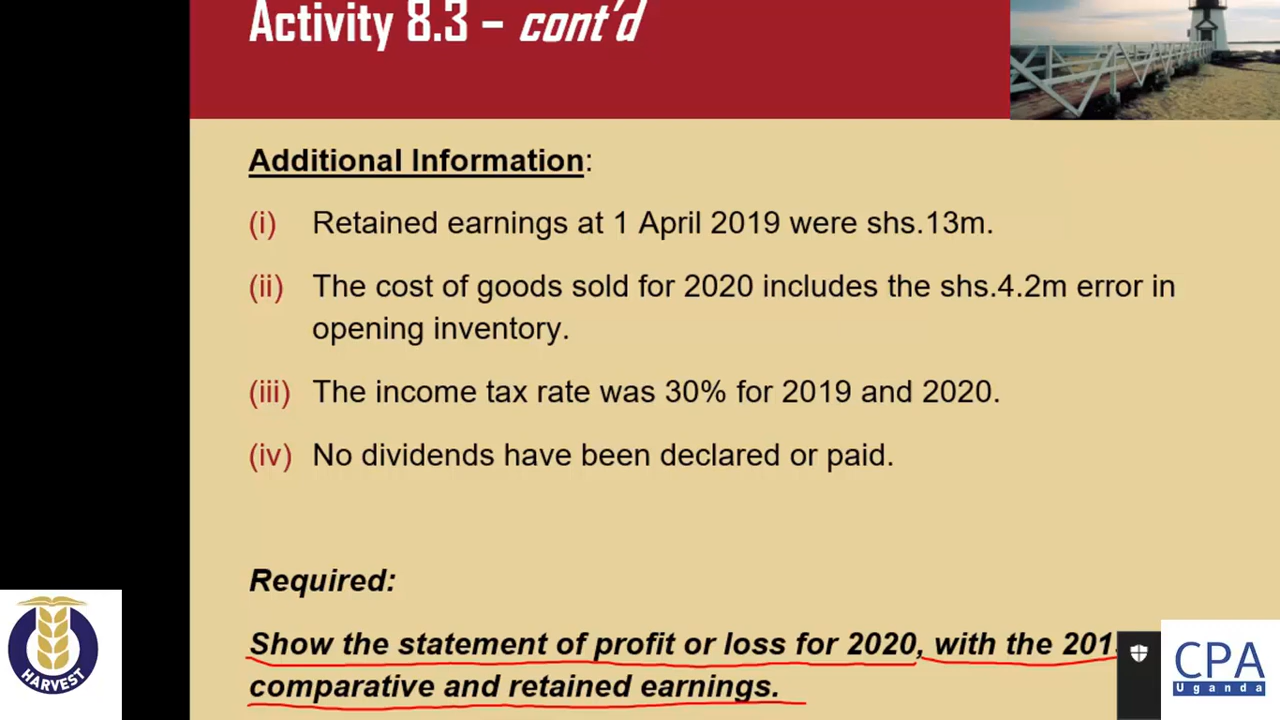 Activity 8.3 – cont'd
Additional Information:
(i) Retained earnings at 1 April 2019 were shs.13m.
(ii) The cost of goods sold for 2020 includes the shs.4.2m error in
opening inventory.
(iii) The income tax rate was 30% for 2019 and 2020.
(iv) No dividends have been declared or paid.
Required:
Show the statement of profit or loss for 2020, with the
comparative and retained earnings.
HARVEST
CPA
Uganda